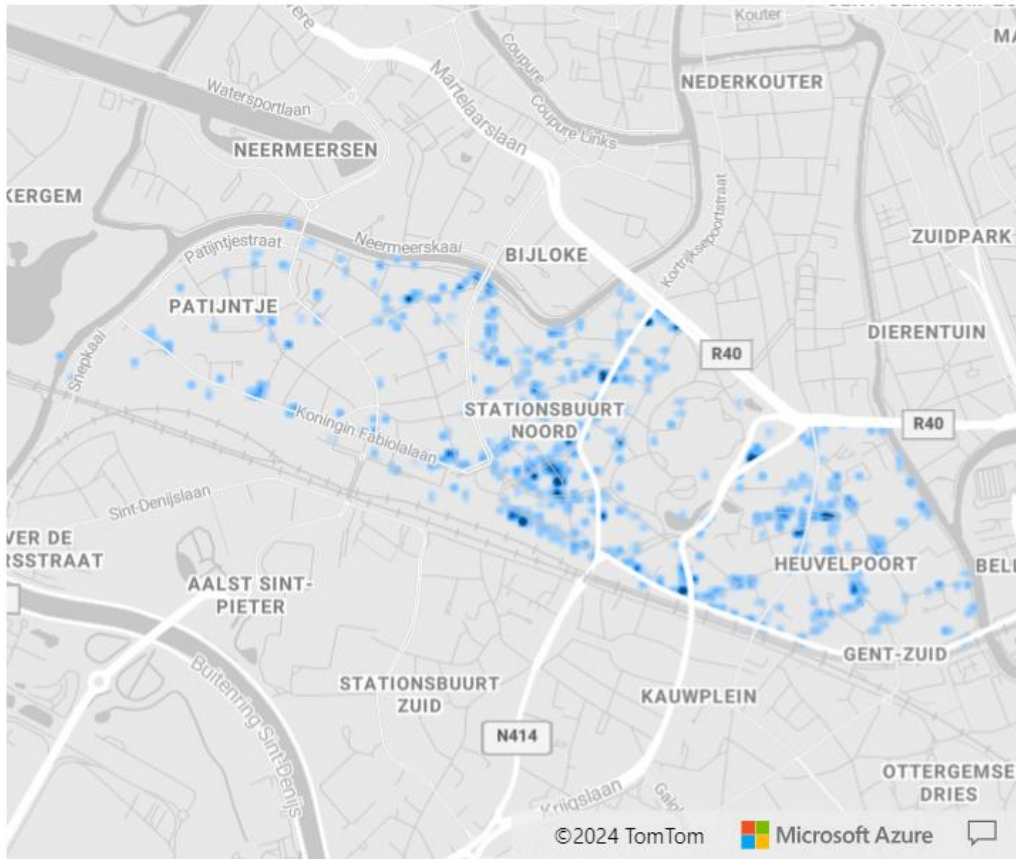 Kouter
Coupure
Martelaarslaan
NEDERKOUTER
Watersportlaan
Coupure Links
NEERMEERSEN
KERGEM
Kortrijksepoortstraat
Patijntjestraat
Neermeerskaai
BIJLOKE
ZUIDPARK
PATIJNTJE
DIERENTUIN
Snepkaai
R40
STATIONSBUURT
NOORD
R40
Koningin Fabiolalaan
Sint-Denijslaan
VER DE
RSSTRAAT
HEUVELPOORT
BELL
AALST SINT-
PIETER
GENT-ZUID
Buitenring-Sint-Denijs
STATIONSBUURT
ZUID
KAUWPLEIN
N414
OTTERGEMSE
DRIES
Krijgslaan
©2024 TomTom
Microsoft Azure